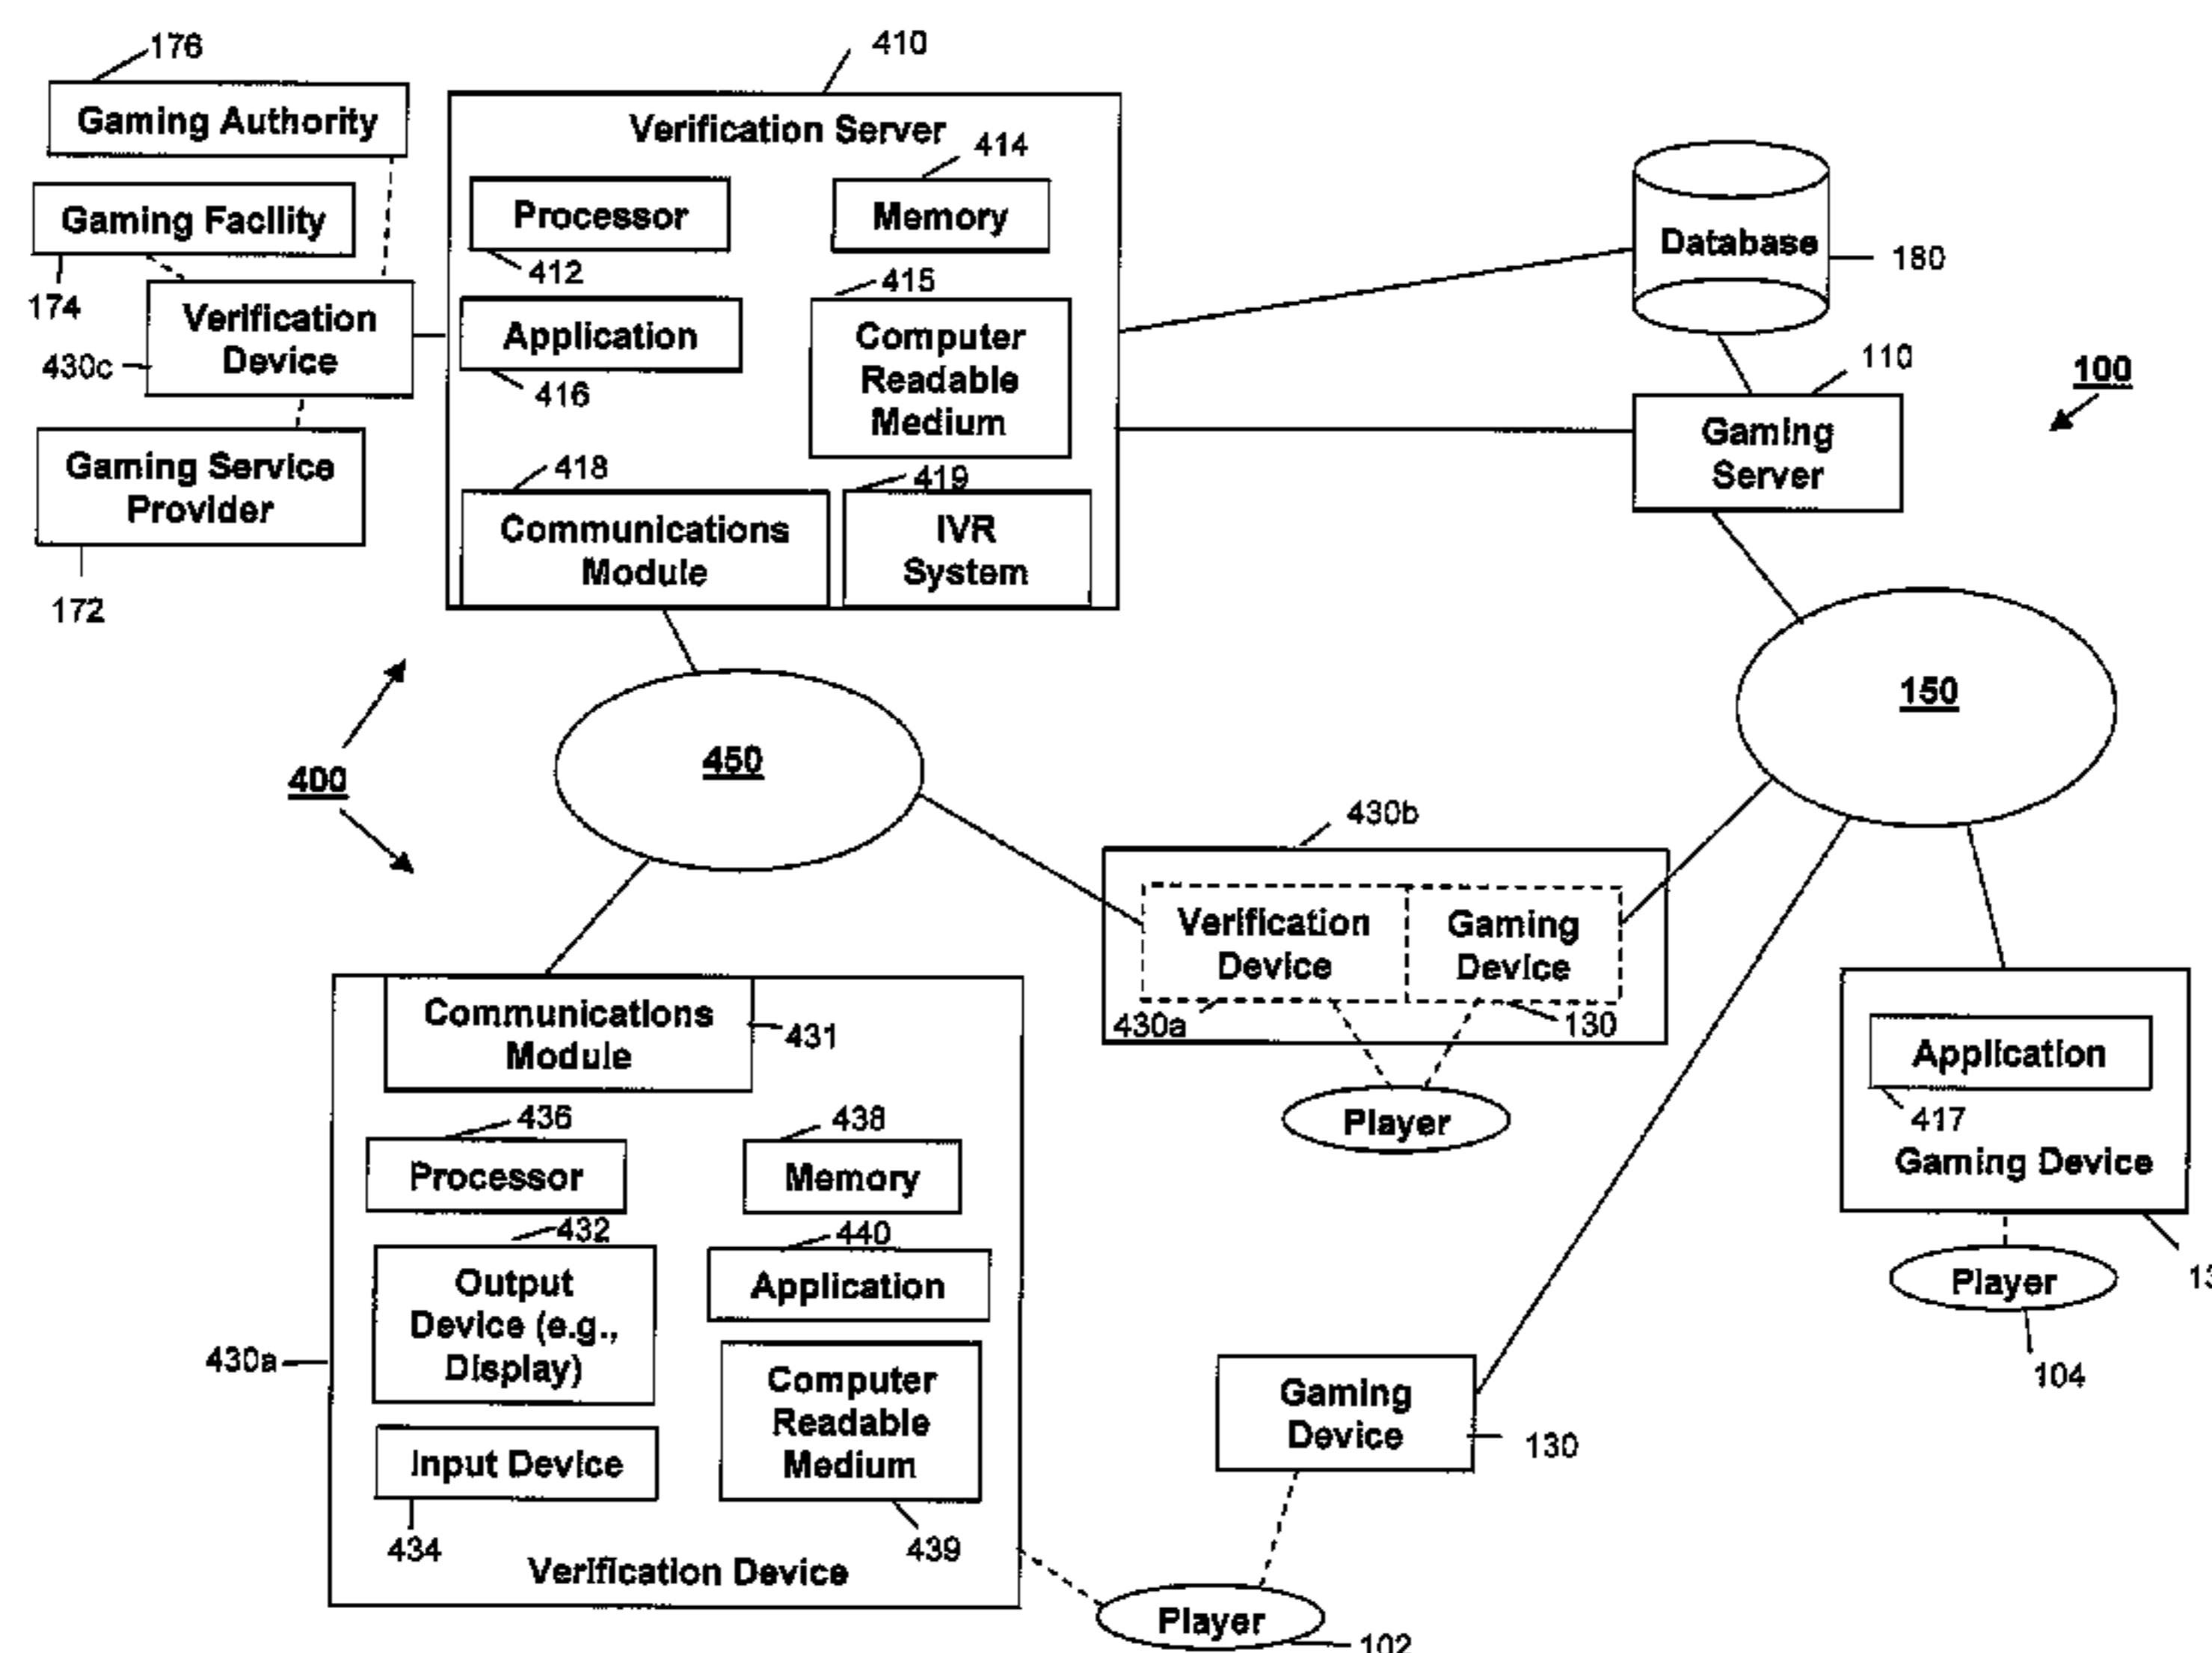 176
Gaming Authority
Gaming Facility
174
Verification
Device
430c
Gaming Service
Provider
172
410
Verification Server
414
Processor
Memory
412
415
Application
416
Computer
Readable
Medium
418
419
Communications
Module
IVR
System
Database
180
110
100
Gaming
Server
150
450
400
430b
Verification
Device
Gaming
Device
430a
130
Player
Application
417
Gaming Device
Player
104
Communications
Module
431
436
438
Processor
Memory
432
440
Output
Device (e.g.,
Display)
Application
430a
Computer
Readable
Medium
Input Device
434
439
Verification Device
Gaming
Device
130
Player
102